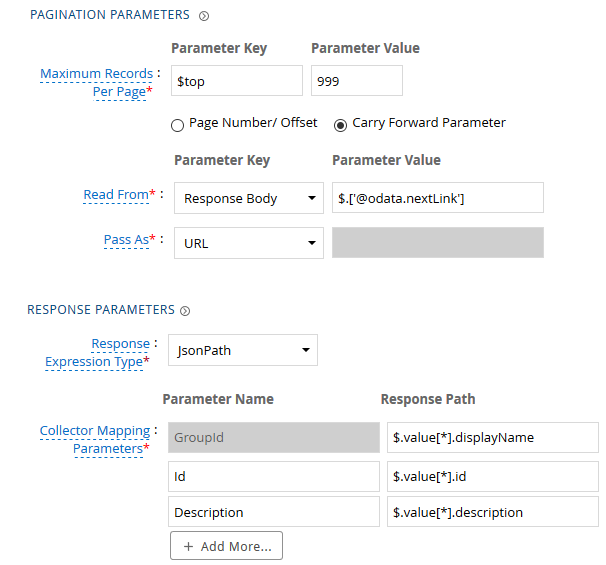 PAGINATION PARAMETERS
Parameter Key Parameter Value
Maximum Records Per Page* : $top 999
Page Number/ Offset Carry Forward Parameter
Parameter Key Parameter Value
Read From* : Response Body $.['@odata.nextLink']
Pass As* : URL
RESPONSE PARAMETERS
Response Expression Type* : JsonPath
Parameter Name Response Path
Collector Mapping Parameters* : GroupId $.value[*].displayName
Id $.value[*].id
Description $.value[*].description
+ Add More...